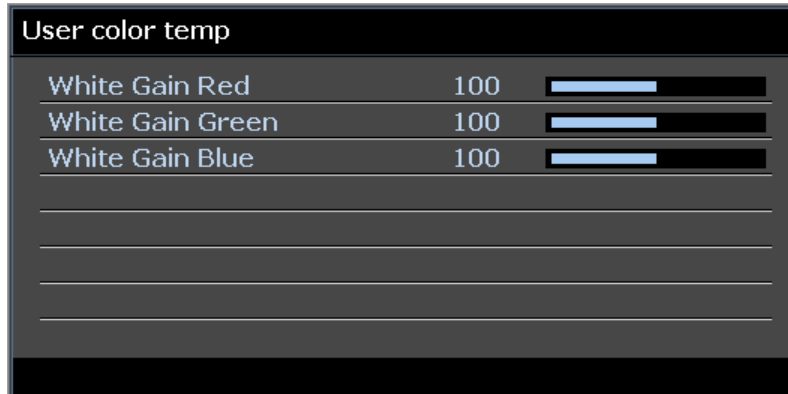 User color temp
White Gain Red 100
White Gain Green 100
White Gain Blue 100